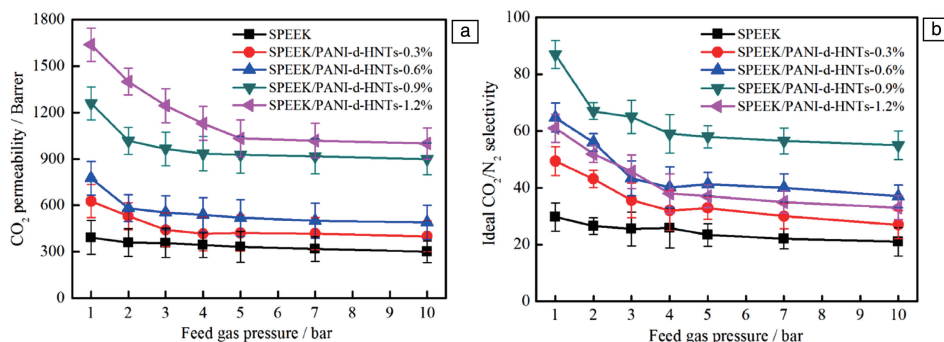 a
CO2 permeability / Barrer
1800
1500
1200
900
600
300
0
SPEEK
SPEEK/PANI-d-HNTs-0.3%
SPEEK/PANI-d-HNTs-0.6%
SPEEK/PANI-d-HNTs-0.9%
SPEEK/PANI-d-HNTs-1.2%
1 2 3 4 5 6 7 8 9 10
Feed gas pressure / bar
b
Ideal CO2/N2 selectivity
100
80
60
40
20
0
SPEEK
SPEEK/PANI-d-HNTs-0.3%
SPEEK/PANI-d-HNTs-0.6%
SPEEK/PANI-d-HNTs-0.9%
SPEEK/PANI-d-HNTs-1.2%
1 2 3 4 5 6 7 8 9 10
Feed gas pressure / bar